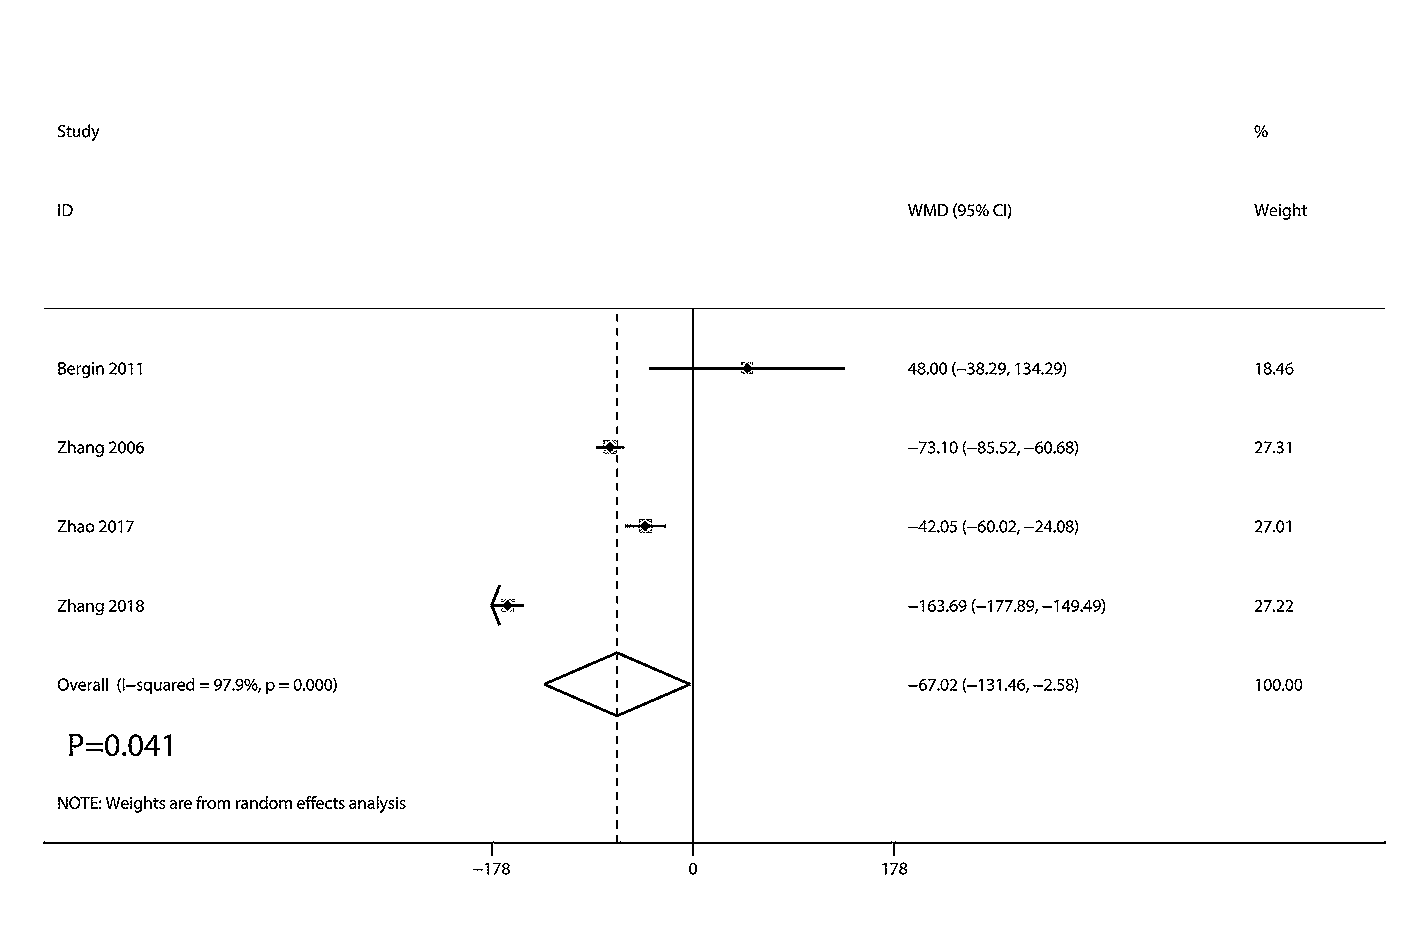 Study %
ID WMD (95% CI) Weight
Bergin 2011 48.00 (−38.29, 134.29) 18.46
Zhang 2006 −73.10 (−85.52, −60.68) 27.31
Zhao 2017 −42.05 (−60.02, −24.08) 27.01
Zhang 2018 −163.69 (−177.89, −149.49) 27.22
Overall (I−squared = 97.9%, p = 0.000) −67.02 (−131.46, −2.58) 100.00
P=0.041
NOTE: Weights are from random effects analysis
−178 0 178